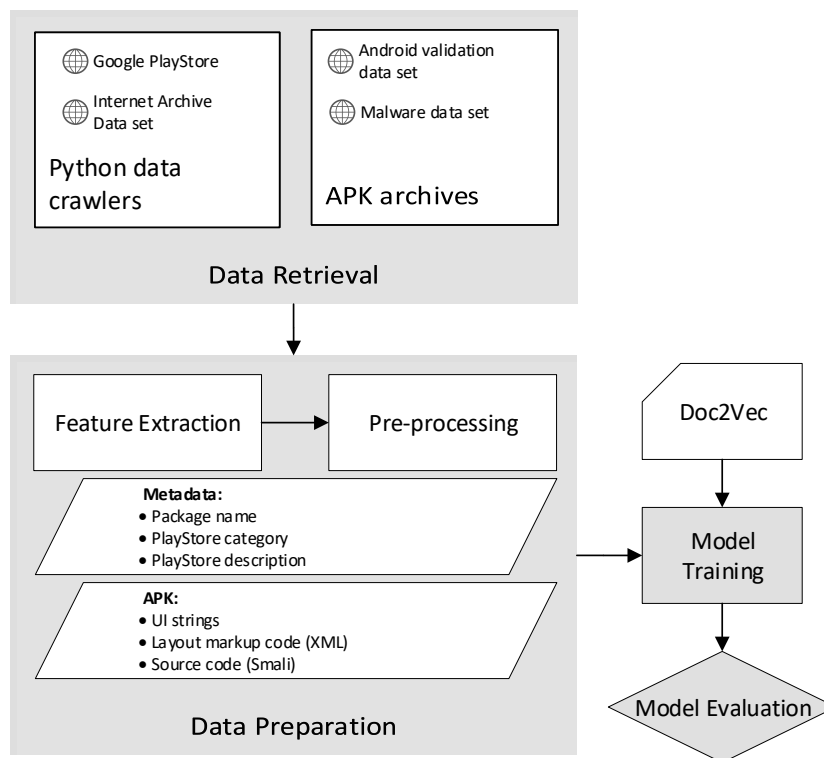 Google PlayStore
Internet Archive
Data set
Python data
crawlers
Android validation
data set
Malware data set
APK archives
Data Retrieval
Feature Extraction
Pre-processing
Metadata:
• Package name
• PlayStore category
• PlayStore description
APK:
• UI strings
• Layout markup code (XML)
• Source code (Smali)
Data Preparation
Doc2Vec
Model
Training
Model Evaluation